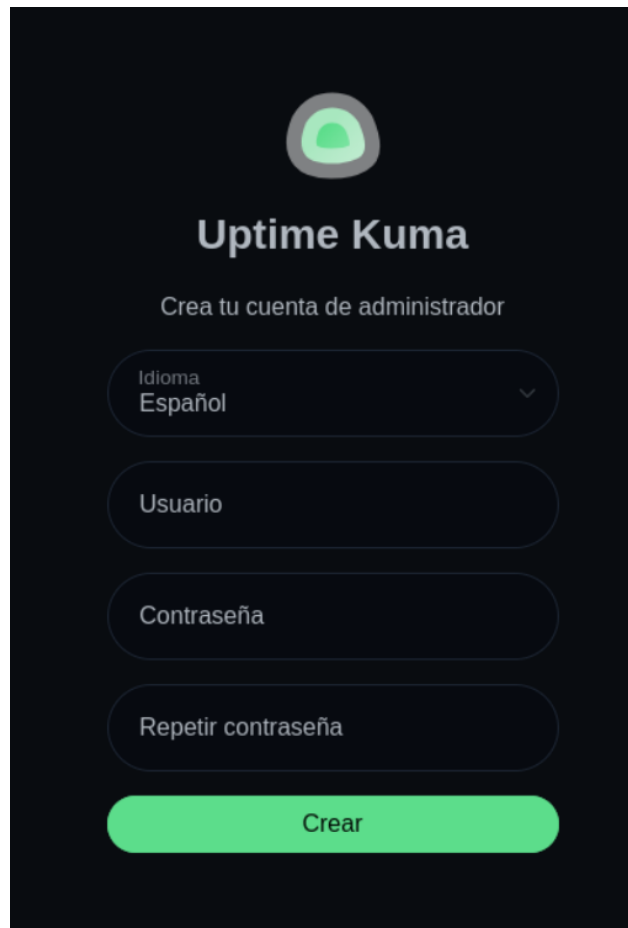 Uptime Kuma
Crea tu cuenta de administrador
Idioma
Español
Usuario
Contraseña
Repetir contraseña
Crear